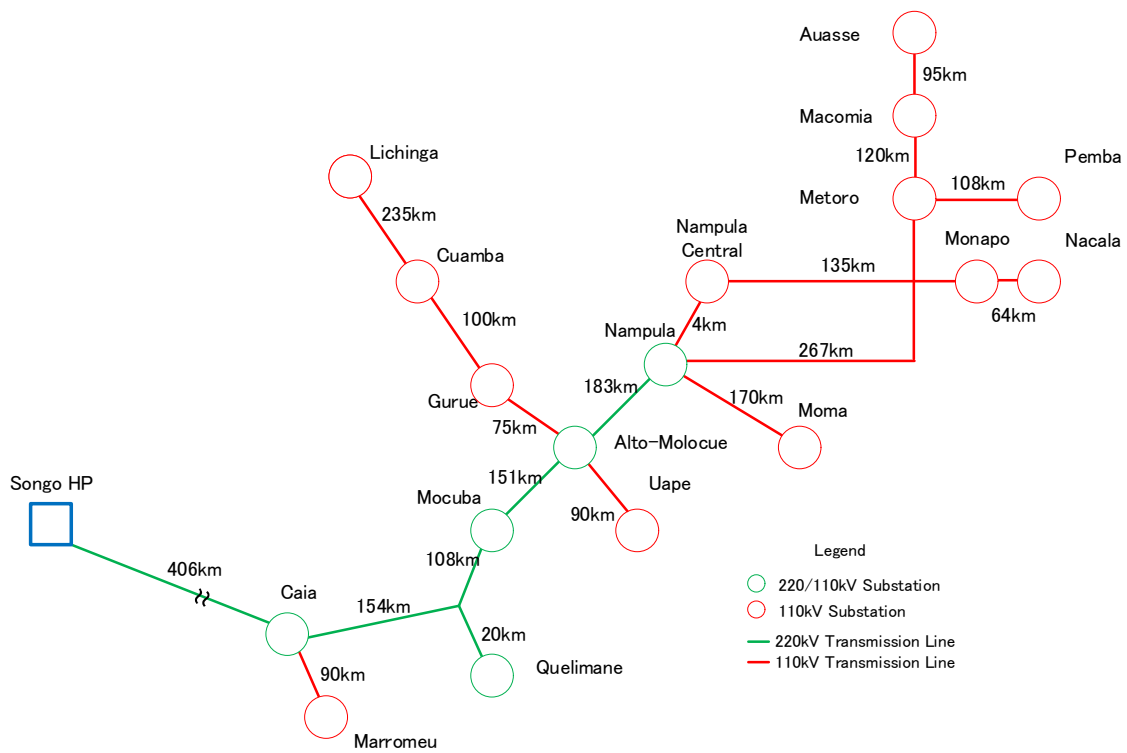 Auasse
95km
Macomia
Lichinga
120km
Pemba
108km
Metoro
235km
Nampula
Central
Monapo
Nacala
Cuamba
135km
64km
100km
4km
Nampula
267km
183km
170km
Gurue
Moma
75km
Alto-Molocue
151km
Songo HP
Mocuba
Uape
90km
108km
Legend
406km
220/110kV Substation
Caia
154km
110kV Substation
20km
220kV Transmission Line
110kV Transmission Line
90km
Quelimane
Marromeu